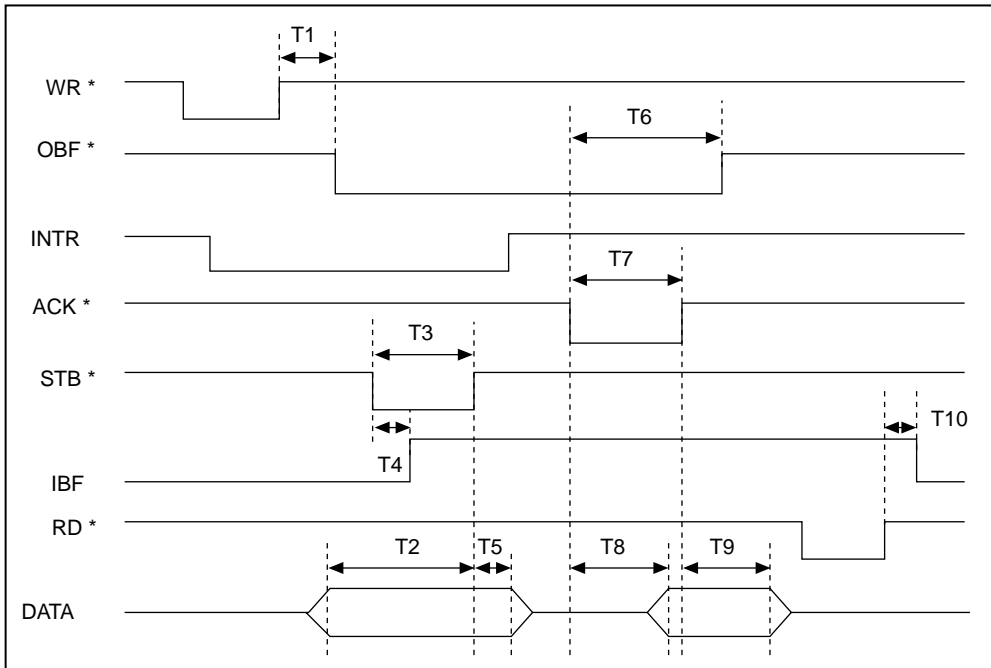 T1
WR *
T6
OBF *
INTR
T7
ACK *
T3
STB *
T10
T4
IBF
RD *
T2
T5
T8
T9
DATA